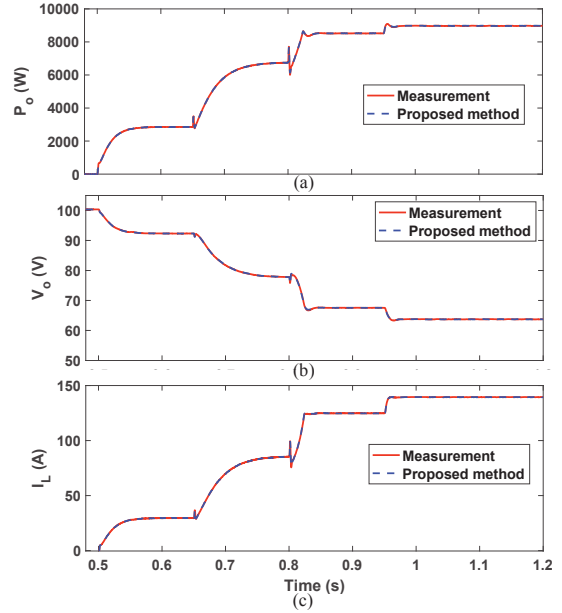 10000
8000
6000
4000
2000
0
P_o (W)
Measurement
Proposed method
(a)
100
90
80
70
60
50
V_o (V)
Measurement
Proposed method
(b)
150
100
50
0
I_L (A)
Measurement
Proposed method
0.5 0.6 0.7 0.8 0.9 1 1.1 1.2
Time (s)
(c)